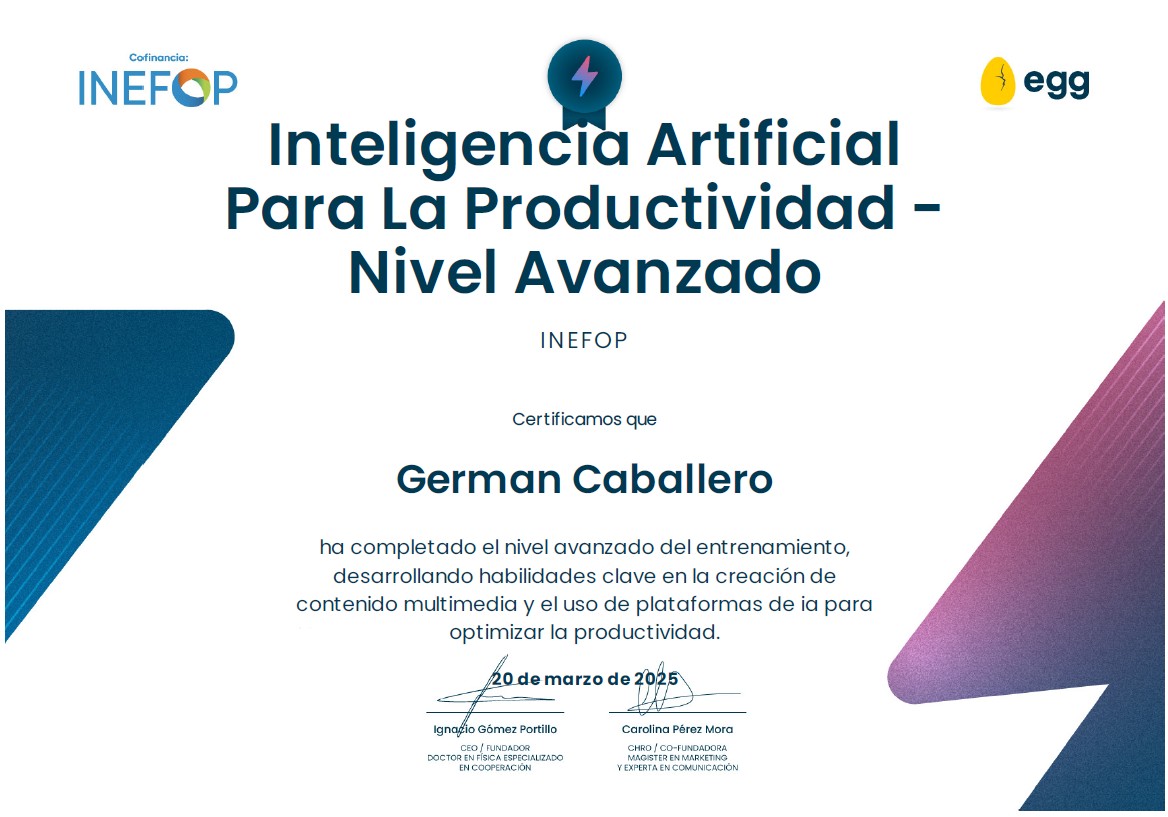 Cofinancia:
INEFOP
egg
Inteligencia Artificial
Para La Productividad -
Nivel Avanzado
INEFOP
Certificamos que
German Caballero
ha completado el nivel avanzado del entrenamiento,
desarrollando habilidades clave en la creación de
contenido multimedia y el uso de plataformas de ia para
optimizar la productividad.
20 de marzo de 2025
Ignacio Gómez Portillo
CEO / FUNDADOR
DOCTOR EN FÍSICA ESPECIALIZADO
EN COOPERACIÓN
Carolina Pérez Mora
CHRO / CO-FUNDADORA
MAGISTER EN MARKETING
Y EXPERTA EN COMUNICACIÓN